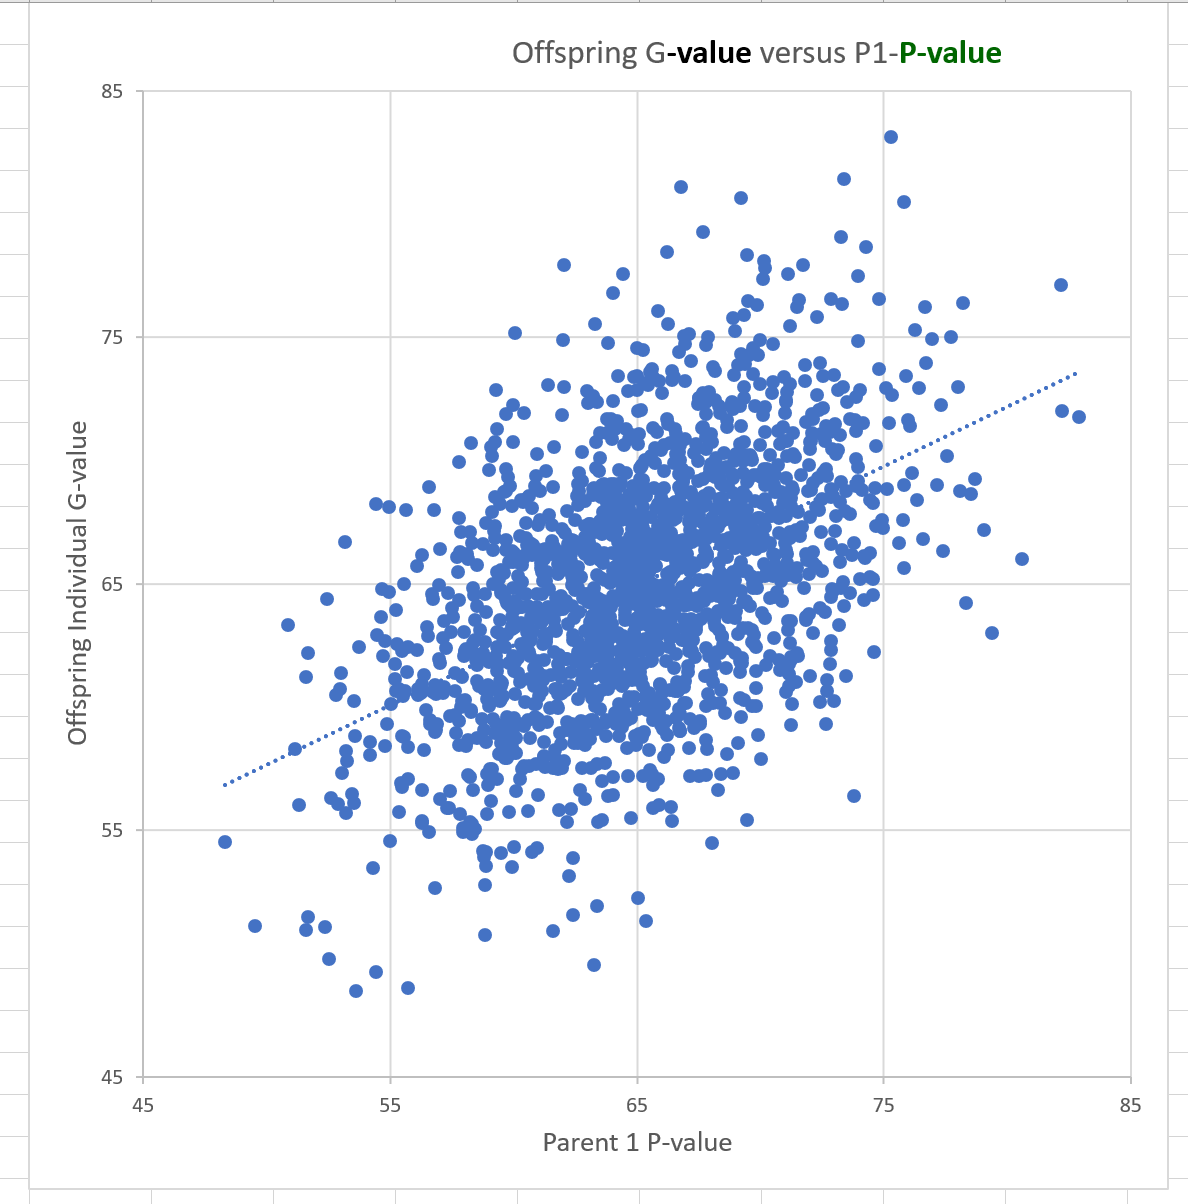 Offspring G-value versus P1-P-value
85
75
65
55
45
Offspring Individual G-value
45 55 65 75 85
Parent 1 P-value